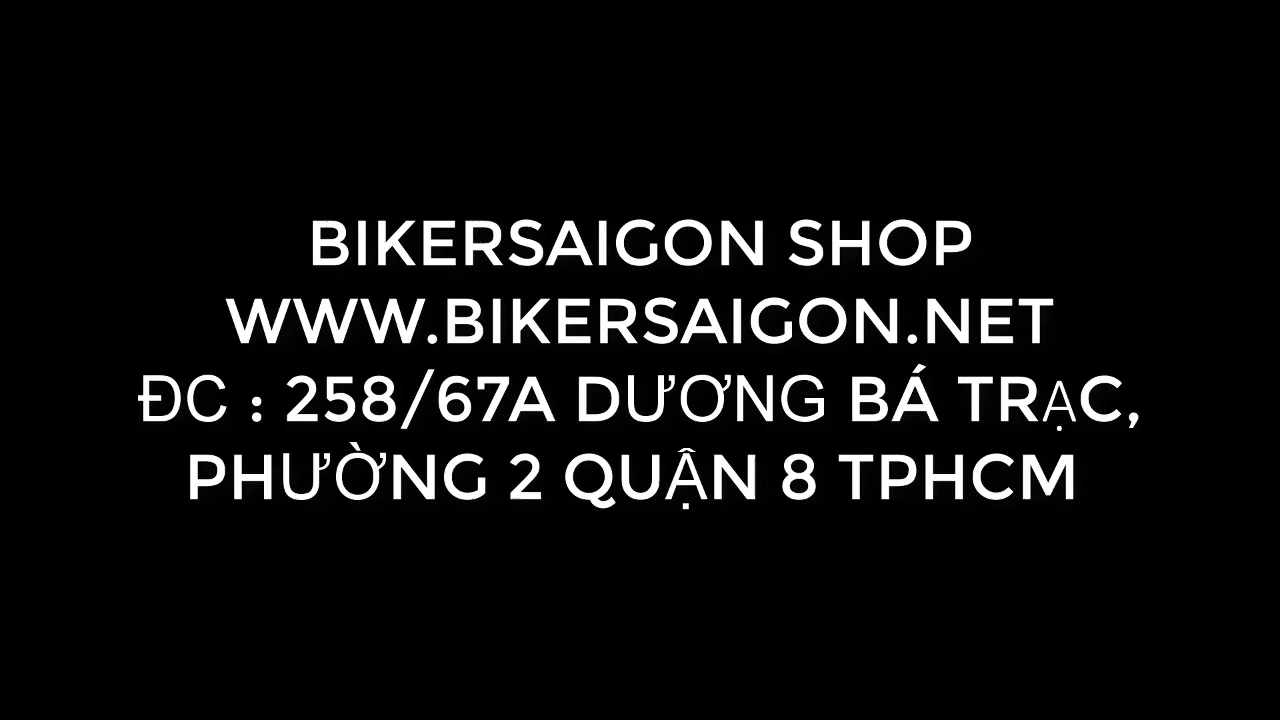 BIKERSAIGON SHOP
WWW.BIKERSAIGON.NET
ĐC : 258/67A DƯƠNG BÁ TRẠC,
PHƯỜNG 2 QUẬN 8 TPHCM